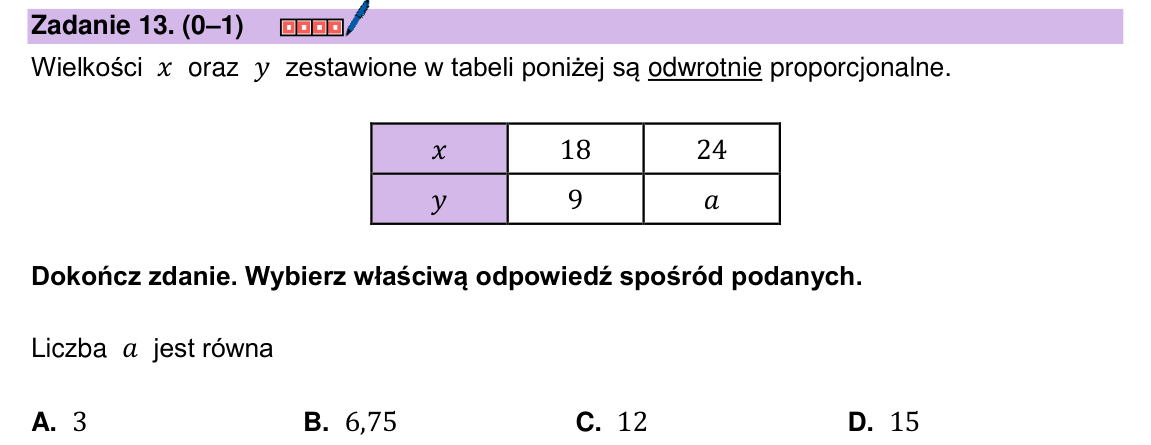 Zadanie 13. (0–1)
Wielkości x oraz y zestawione w tabeli poniżej są odwrotnie proporcjonalne.
x 18 24
y 9 a
Dokończ zdanie. Wybierz właściwą odpowiedź spośród podanych.
Liczba a jest równa
A. 3 B. 6,75 C. 12 D. 15